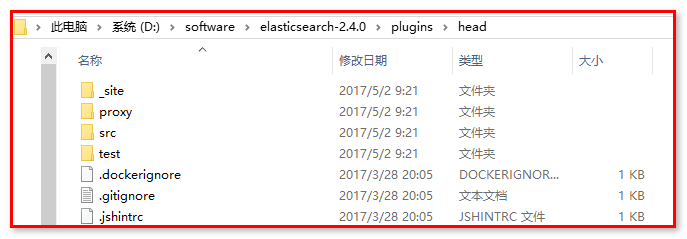 此电脑 › 系统 (D:) › software › elasticsearch-2.4.0 › plugins › head
名称 修改日期 类型 大小
_site 2017/5/2 9:21 文件夹
proxy 2017/5/2 9:21 文件夹
src 2017/5/2 9:21 文件夹
test 2017/5/2 9:21 文件夹
.dockerignore 2017/3/28 20:05 DOCKERIGNOR... 1 KB
.gitignore 2017/3/28 20:05 文本文档 1 KB
.jshintrc 2017/3/28 20:05 JSHINTRC 文件 1 KB